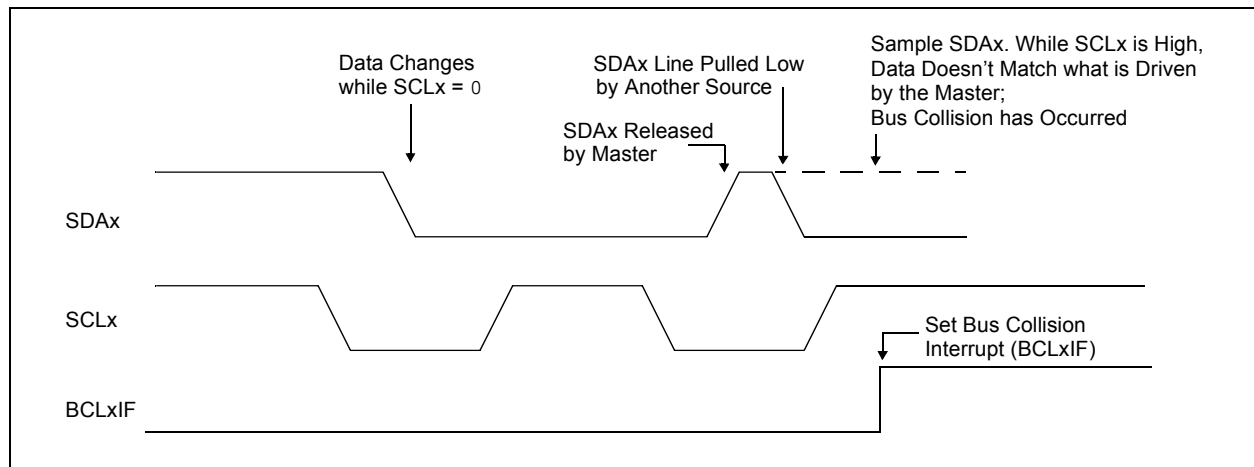 Data Changes
while SCLx = 0
SDAx Line Pulled Low
by Another Source
Sample SDAx. While SCLx is High,
Data Doesn’t Match what is Driven
by the Master;
Bus Collision has Occurred
SDAx Released
by Master
SDAx
SCLx
Set Bus Collision
Interrupt (BCLxIF)
BCLxIF